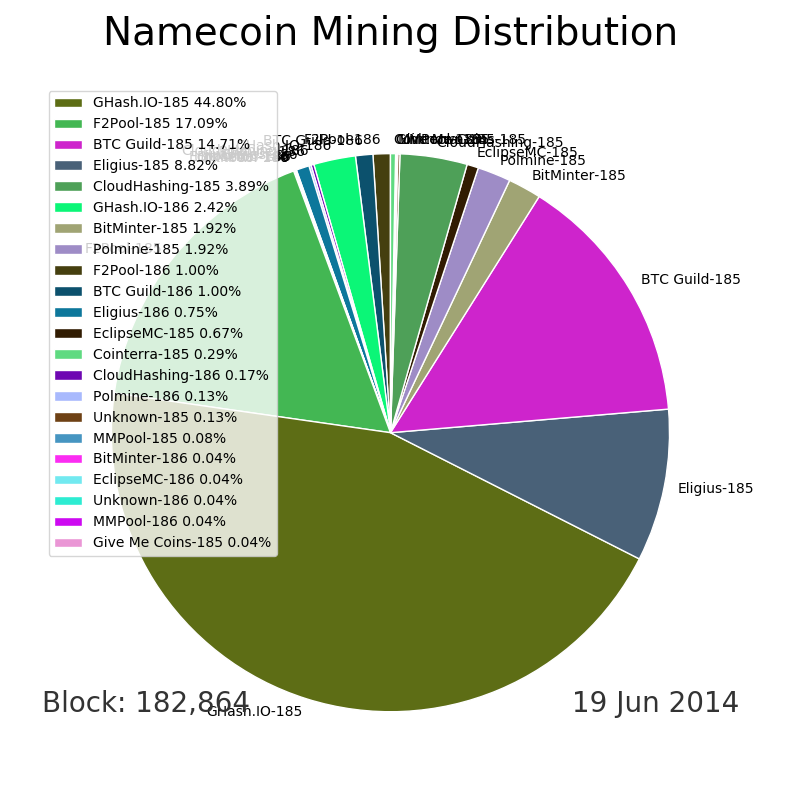 Namecoin Mining Distribution
GHash.IO-185 44.80%
F2Pool-185 17.09%
BTC Guild-185 14.71%
Eligius-185 8.82%
CloudHashing-185 3.89%
GHash.IO-186 2.42%
BitMinter-185 1.92%
Polmine-185 1.92%
F2Pool-186 1.00%
BTC Guild-186 1.00%
Eligius-186 0.75%
EclipseMC-185 0.67%
Cointerra-185 0.29%
CloudHashing-186 0.17%
Polmine-186 0.13%
Unknown-185 0.13%
MMPool-185 0.08%
BitMinter-186 0.04%
EclipseMC-186 0.04%
Unknown-186 0.04%
MMPool-186 0.04%
Give Me Coins-185 0.04%
BTC Guild-186
F2Pool-186
CloudHashing-185
EclipseMC-185
Polmine-185
BitMinter-185
BTC Guild-185
Eligius-185
GHash.IO-185
Block: 182,864
19 Jun 2014